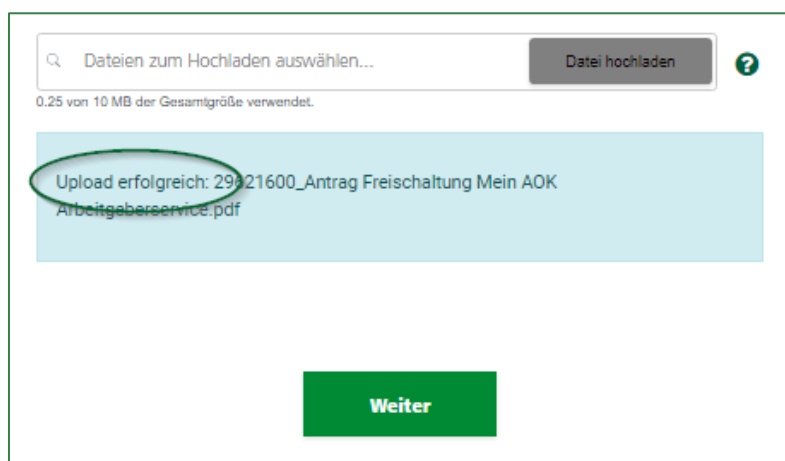 Dateien zum Hochladen auswählen...
Datei hochladen
?
0.25 von 10 MB der Gesamtgröße verwendet.
Upload erfolgreich: 29621600_Antrag Freischaltung Mein AOK
Arbeitgeberservice.pdf
Weiter